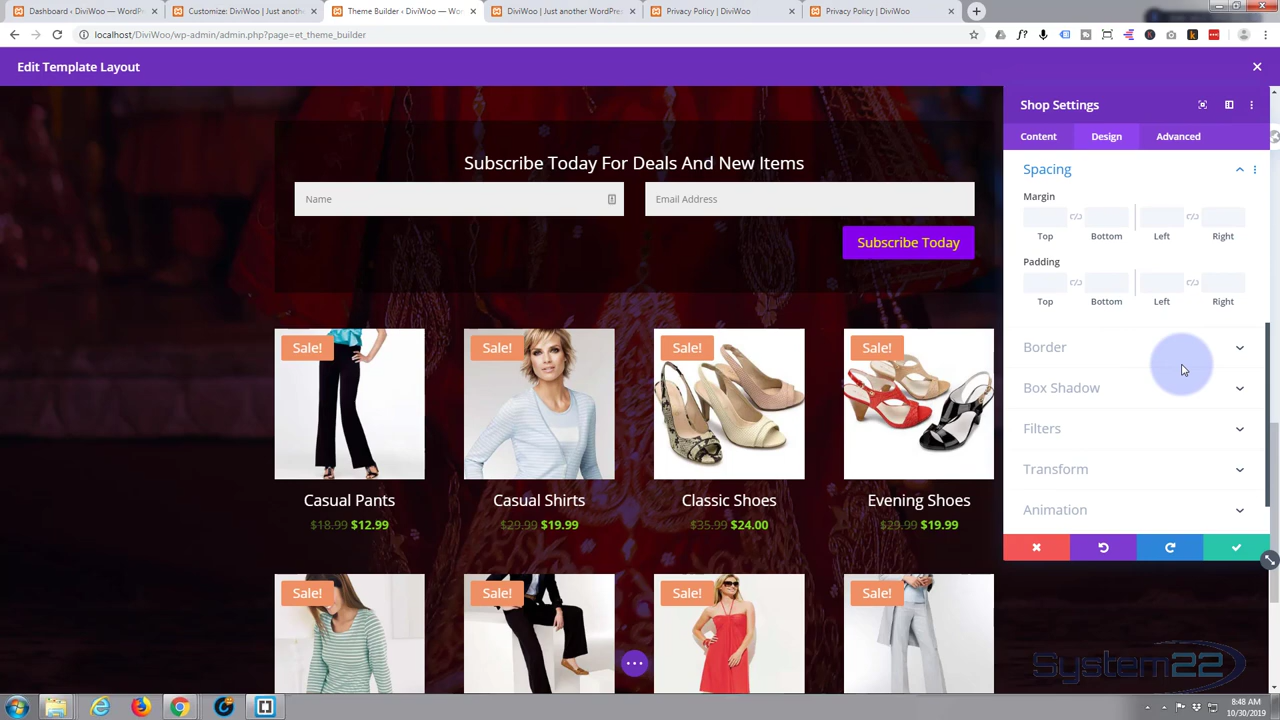 Dashboard ‹ DiviWoo — WordPr
Customize: DiviWoo | Just anothe
Theme Builder ‹ DiviWoo — Wo
DiviWoo | Just another WordPres
Privacy Policy | DiviWoo
Privacy Policy | DiviWoo
localhost/DiviWoo/wp-admin/admin.php?page=et_theme_builder
Edit Template Layout
Shop Settings
Content Design Advanced
Spacing
Margin
Top Bottom Left Right
Padding
Top Bottom Left Right
Border
Box Shadow
Filters
Transform
Animation
Subscribe Today For Deals And New Items
Name Email Address
Subscribe Today
Sale! Sale! Sale! Sale!
Casual Pants Casual Shirts Classic Shoes Evening Shoes
$18.99 $12.99 $29.99 $19.99 $35.99 $24.00 $29.99 $19.99
Sale! Sale! Sale! Sale!
System22
8:48 AM
10/30/2019